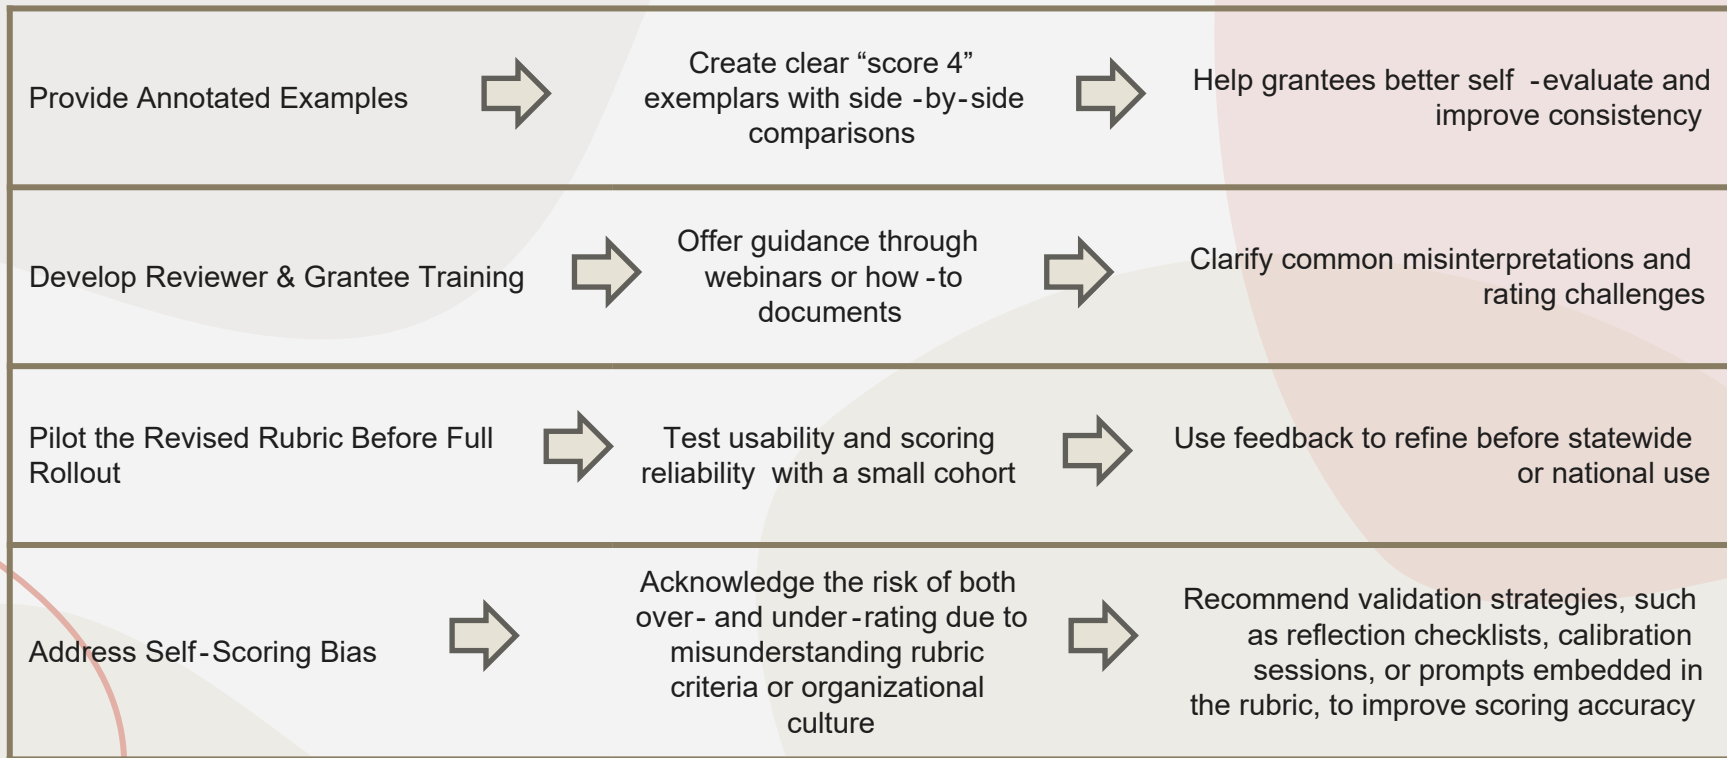 Provide Annotated Examples
Create clear “score 4”
exemplars with side -by-side
comparisons
Help grantees better self -evaluate and
improve consistency
Develop Reviewer & Grantee Training
Offer guidance through
webinars or how -to
documents
Clarify common misinterpretations and
rating challenges
Pilot the Revised Rubric Before Full
Rollout
Test usability and scoring
reliability with a small cohort
Use feedback to refine before statewide
or national use
Address Self-Scoring Bias
Acknowledge the risk of both
over- and under -rating due to
misunderstanding rubric
criteria or organizational
culture
Recommend validation strategies, such
as reflection checklists, calibration
sessions, or prompts embedded in
the rubric, to improve scoring accuracy